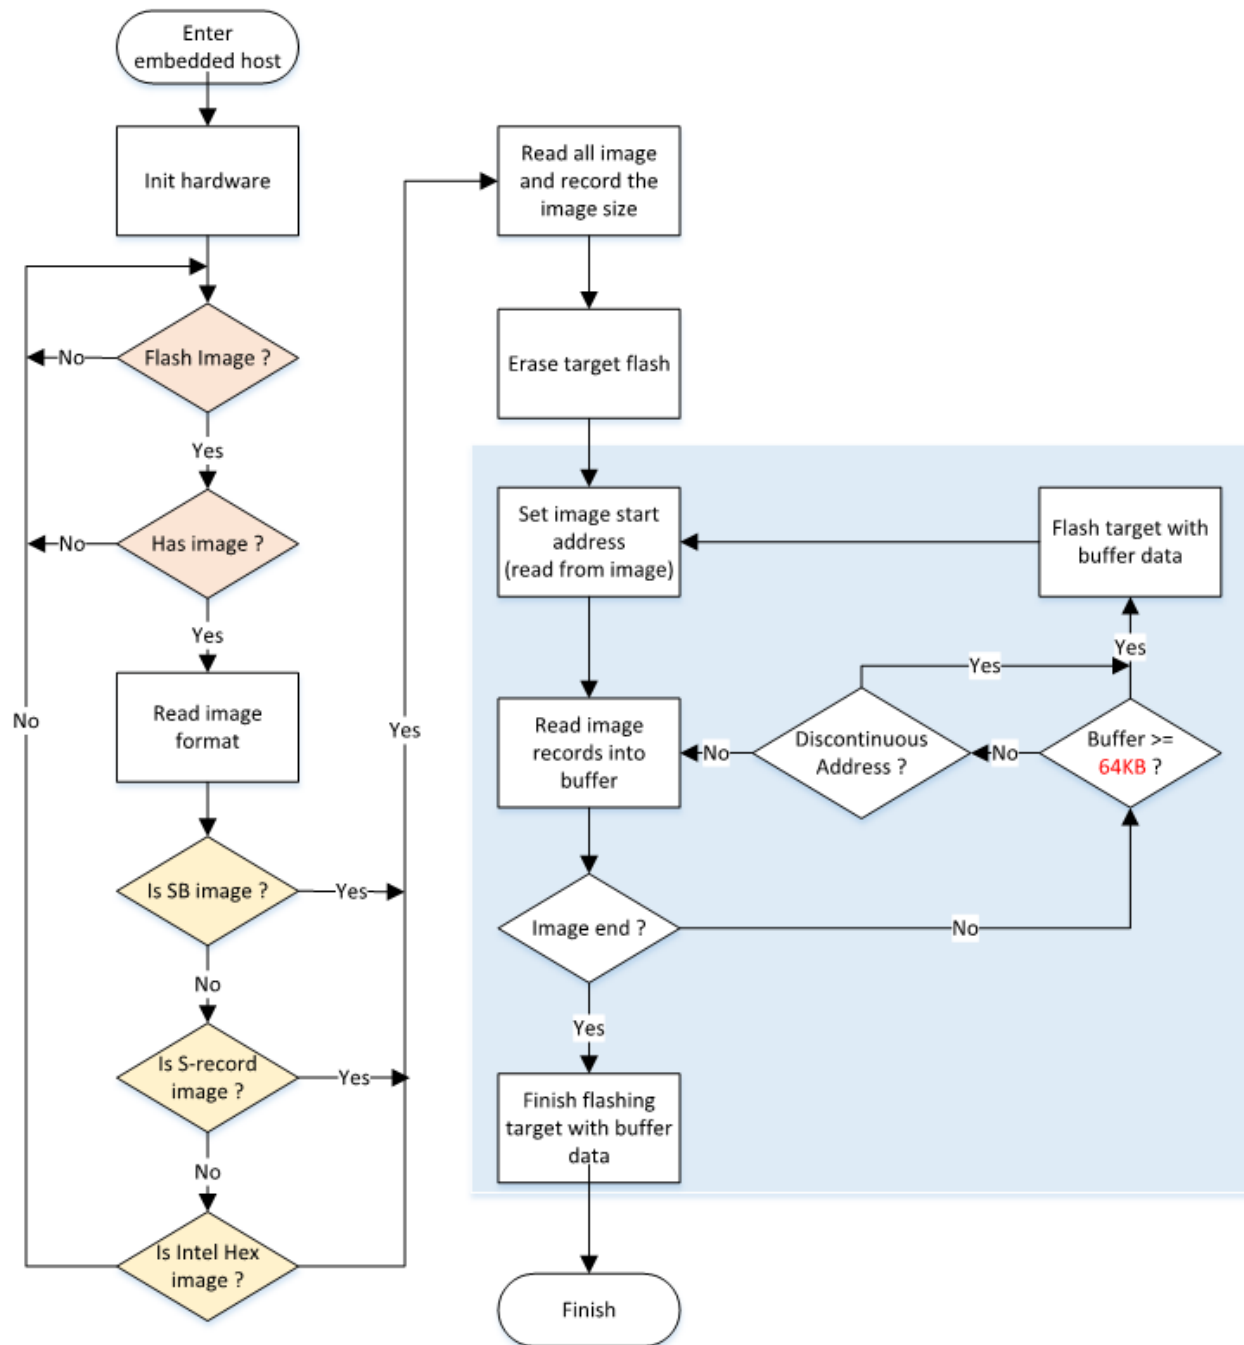 Enter
embedded host
Init hardware
Flash Image ?
No
Yes
Has image ?
No
Yes
Read image
format
No
Is SB image ?
Yes
No
Is S-record
image ?
Yes
No
Is Intel Hex
image ?
Yes
Read all image
and record the
image size
Erase target flash
Set image start
address
(read from image)
Flash target with
buffer data
Yes
Yes
Read image
records into
buffer
No
Discontinuous
Address ?
No
Buffer >=
64KB ?
Image end ?
No
Yes
Finish flashing
target with buffer
data
Finish